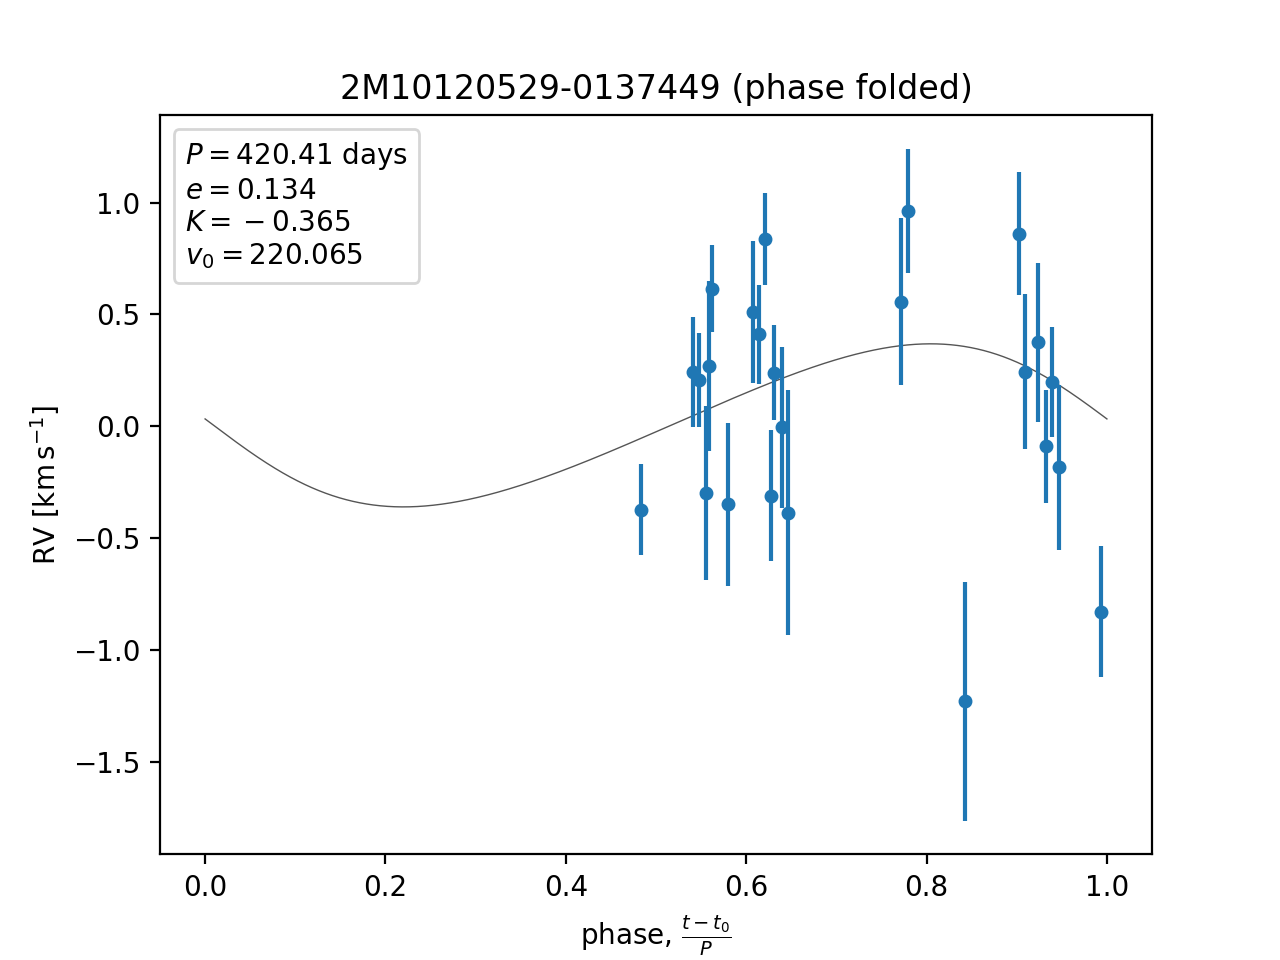 2M10120529-0137449 (phase folded)
P = 420.41 days
e = 0.134
K = −0.365
v₀ = 220.065
1.0
0.5
0.0
−0.5
−1.0
−1.5
RV [km s⁻¹]
0.0 0.2 0.4 0.6 0.8 1.0
phase, (t − t₀)/P